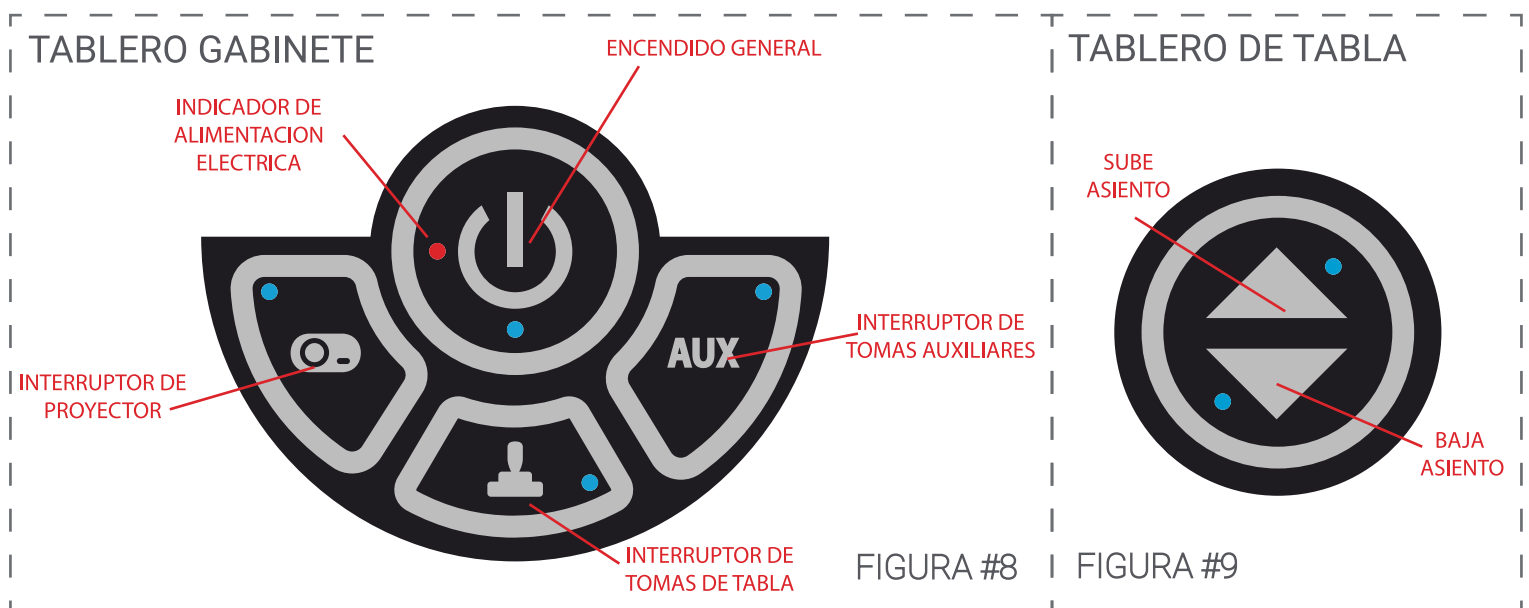 TABLERO GABINETE
ENCENDIDO GENERAL
INDICADOR DE
ALIMENTACION
ELECTRICA
AUX
INTERRUPTOR DE
TOMAS AUXILIARES
INTERRUPTOR DE
PROYECTOR
INTERRUPTOR DE
TOMAS DE TABLA
FIGURA #8
TABLERO DE TABLA
SUBE
ASIENTO
BAJA
ASIENTO
FIGURA #9